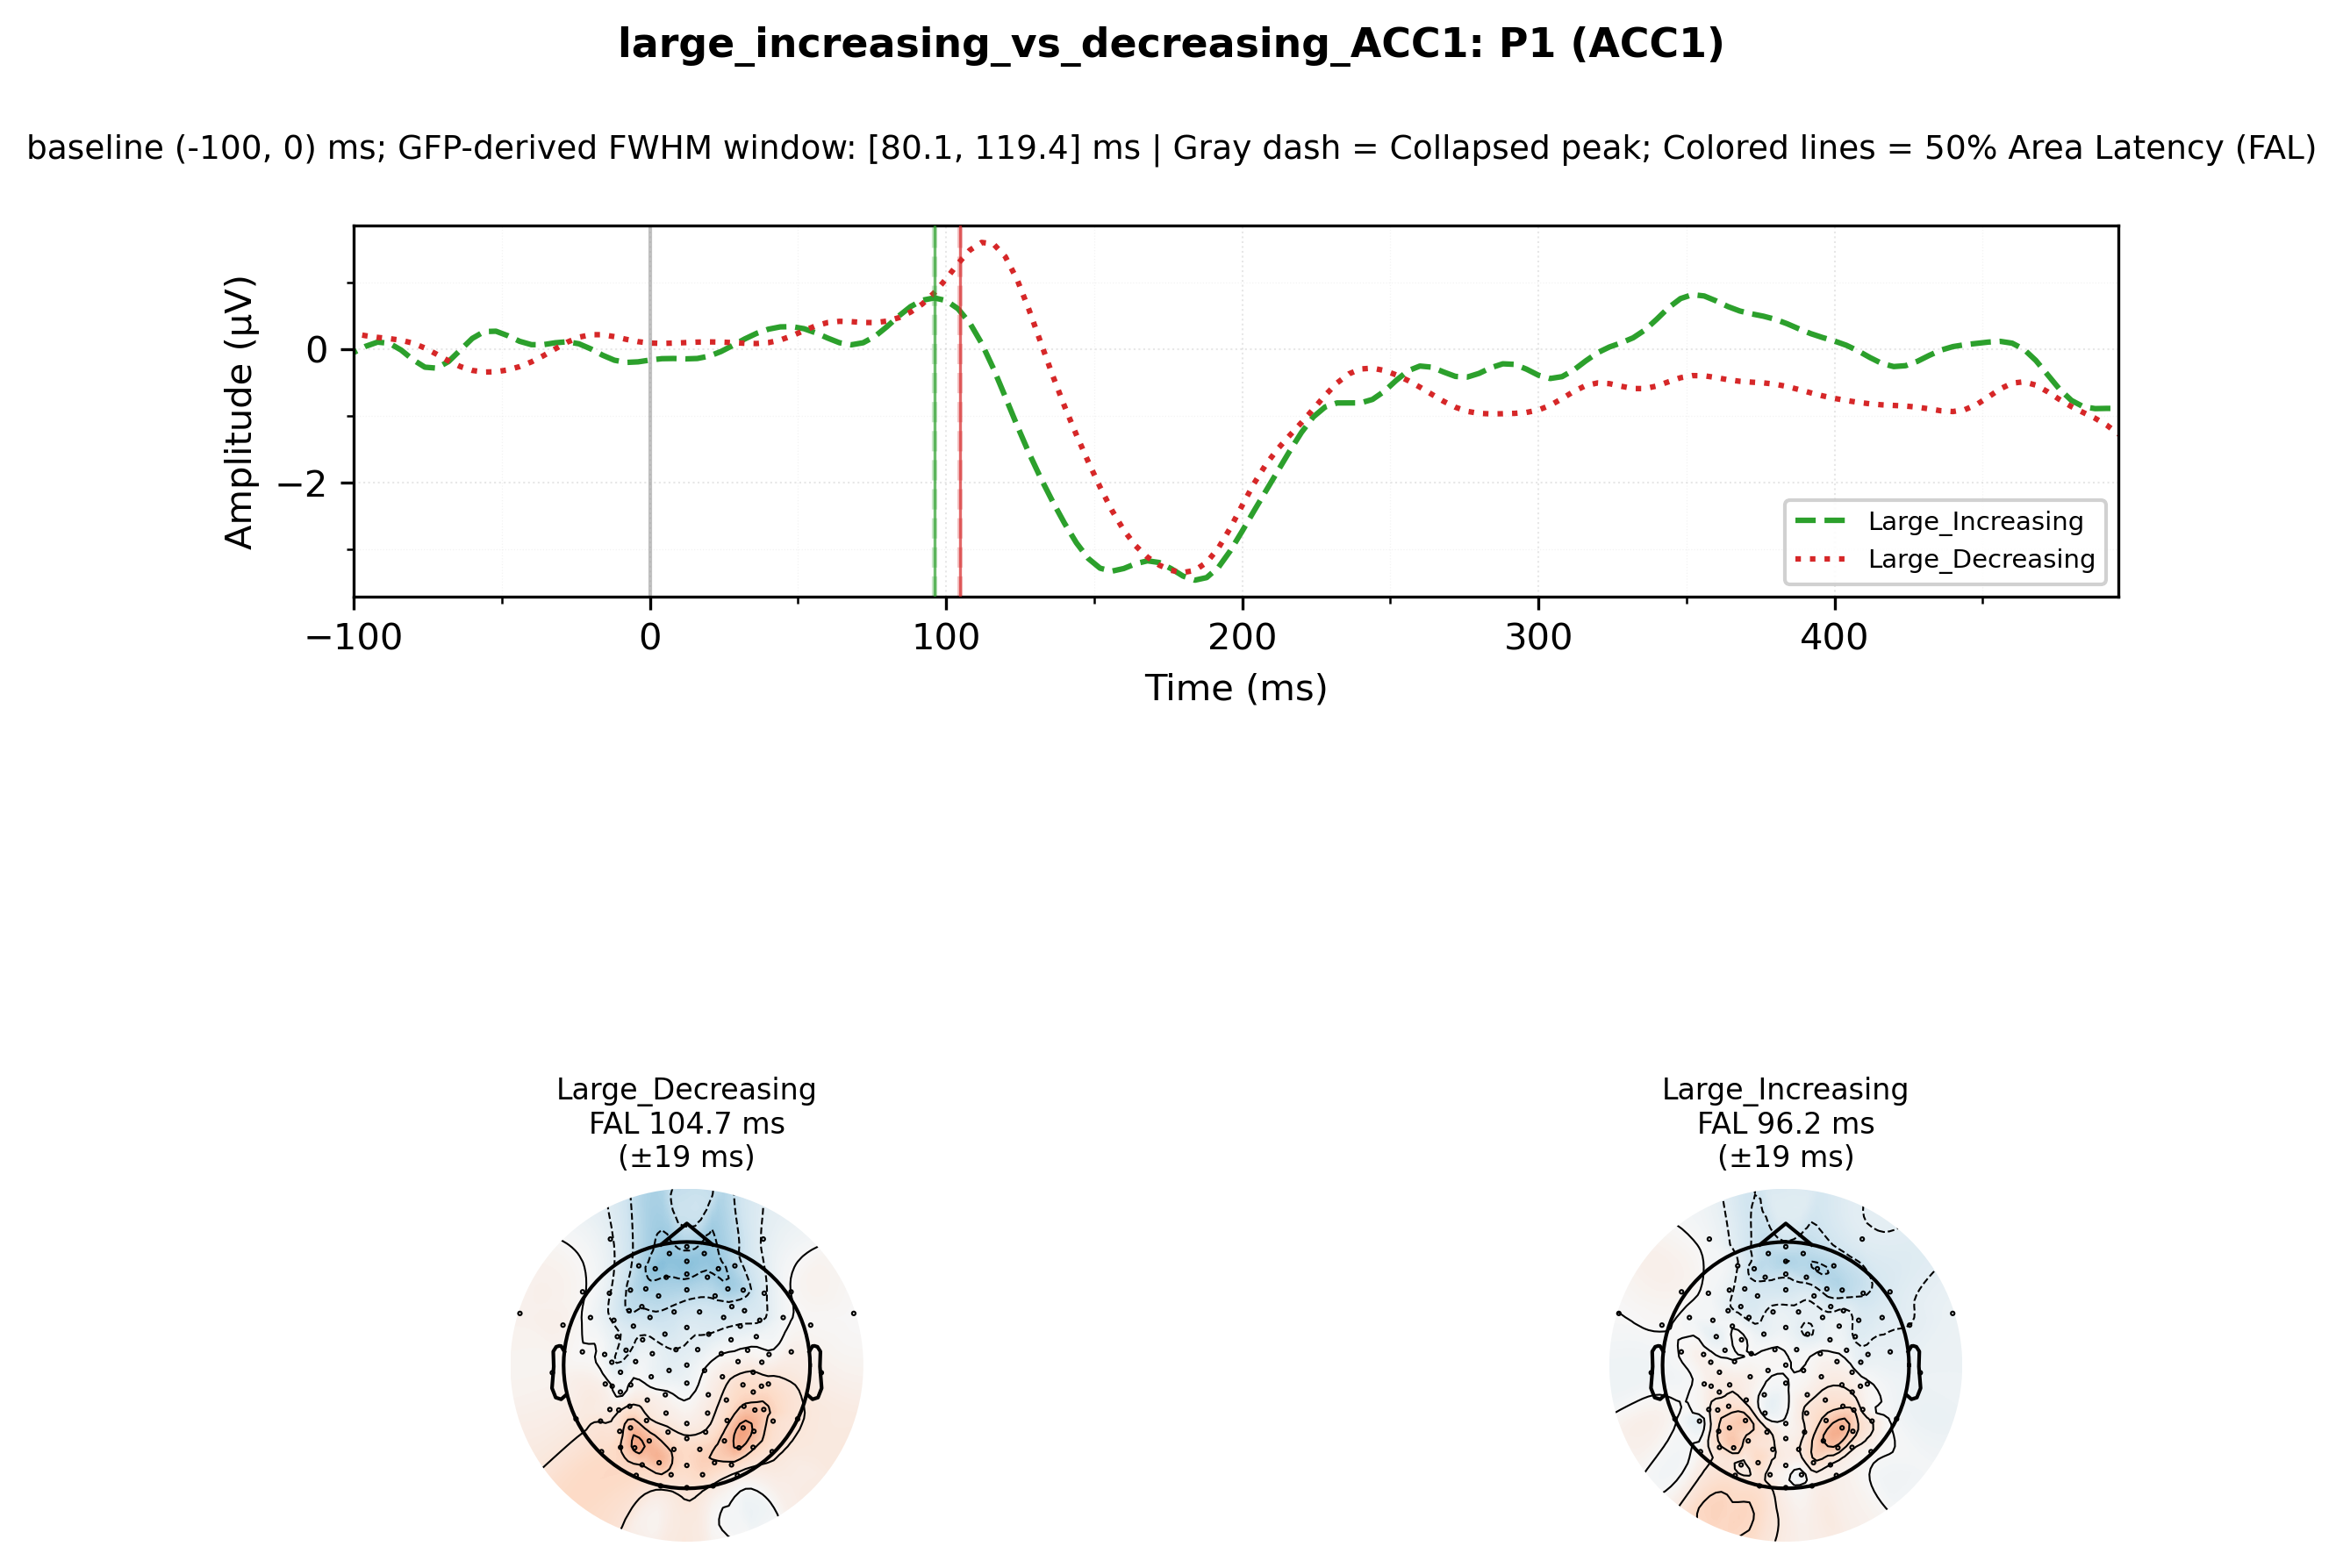 large_increasing_vs_decreasing_ACC1: P1 (ACC1)
baseline (-100, 0) ms; GFP-derived FWHM window: [80.1, 119.4] ms | Gray dash = Collapsed peak; Colored lines = 50% Area Latency (FAL)
Amplitude (µV)
0
−2
Large_Increasing
Large_Decreasing
−100 0 100 200 300 400
Time (ms)
Large_Decreasing
FAL 104.7 ms
(±19 ms)
Large_Increasing
FAL 96.2 ms
(±19 ms)